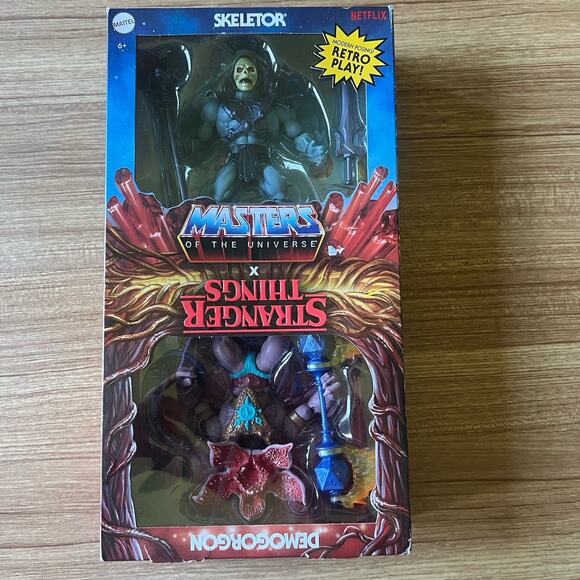 SKELETOR
NETFLIX
MATTEL
6+
MODERN POSING!
RETRO
PLAY!
MASTERS
OF THE UNIVERSE
X
STRANGER
THINGS
DEMOGORGON